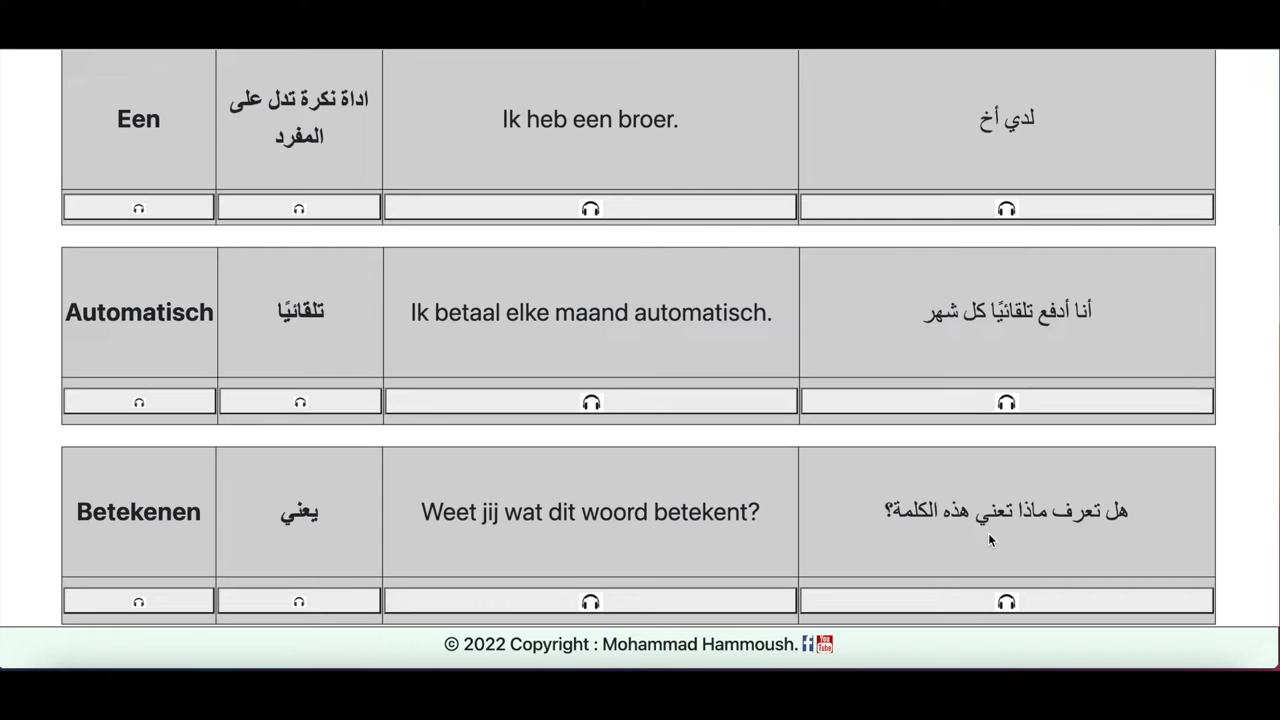 Een
اداة نكرة تدل على
المفرد
Ik heb een broer.
لدي أخ
Automatisch
تلقائيًا
Ik betaal elke maand automatisch.
أنا أدفع تلقائيًا كل شهر
Betekenen
يعني
Weet jij wat dit woord betekent?
هل تعرف ماذا تعني هذه الكلمة؟
© 2022 Copyright : Mohammad Hammoush.
You
Tube